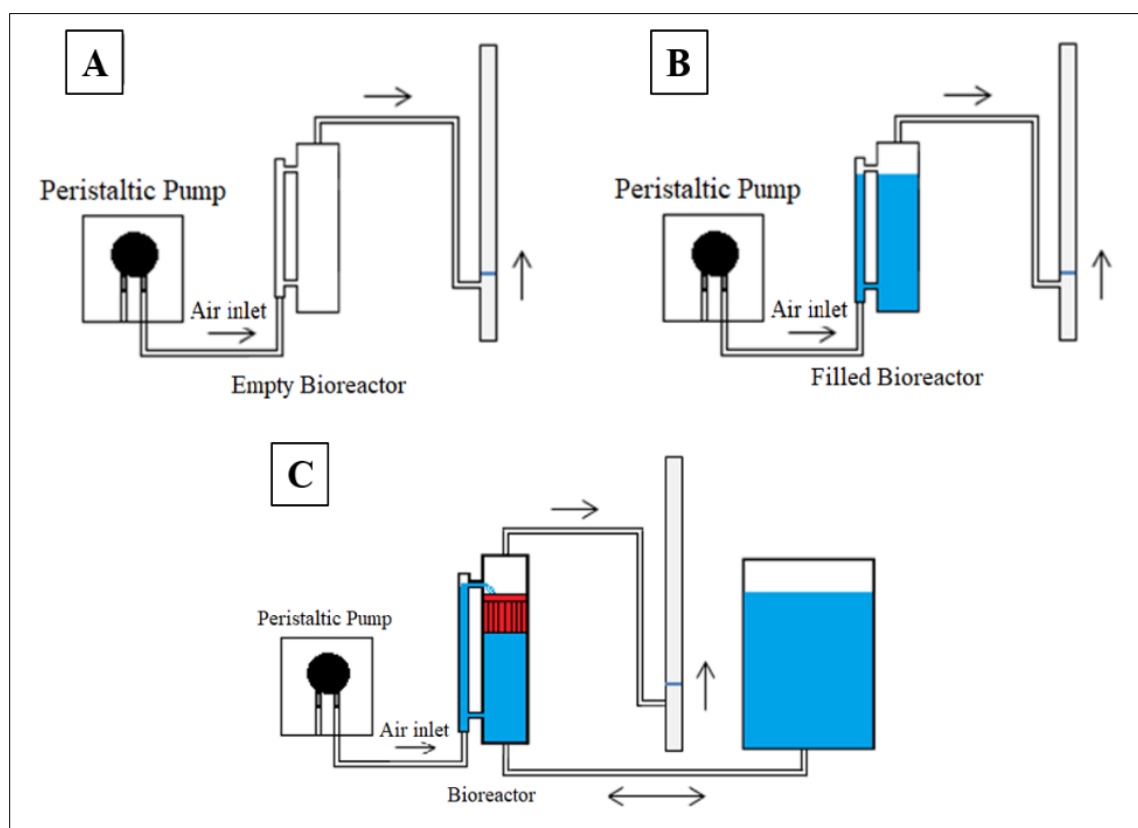 A
Peristaltic Pump
Air inlet
Empty Bioreactor
B
Peristaltic Pump
Air inlet
Filled Bioreactor
C
Peristaltic Pump
Air inlet
Bioreactor